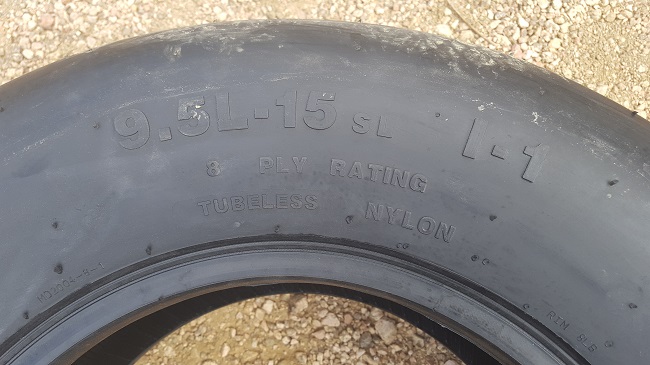 9.5L-15 SL I-1
8 PLY RATING
TUBELESS NYLON